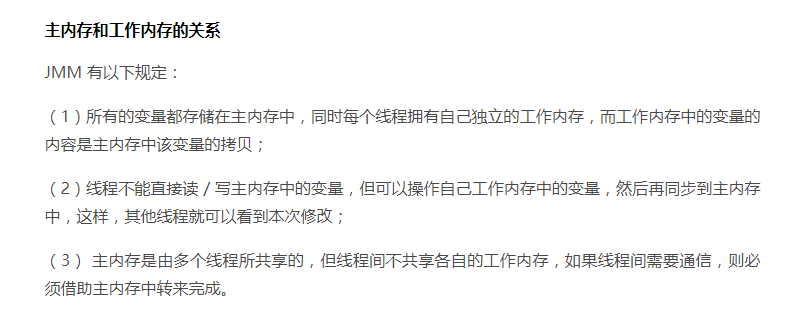 主内存和工作内存的关系
JMM 有以下规定：
（1）所有的变量都存储在主内存中，同时每个线程拥有自己独立的工作内存，而工作内存中的变量的
内容是主内存中该变量的拷贝；
（2）线程不能直接读 / 写主内存中的变量，但可以操作自己工作内存中的变量，然后再同步到主内存
中，这样，其他线程就可以看到本次修改；
（3） 主内存是由多个线程所共享的，但线程间不共享各自的工作内存，如果线程间需要通信，则必
须借助主内存中转来完成。